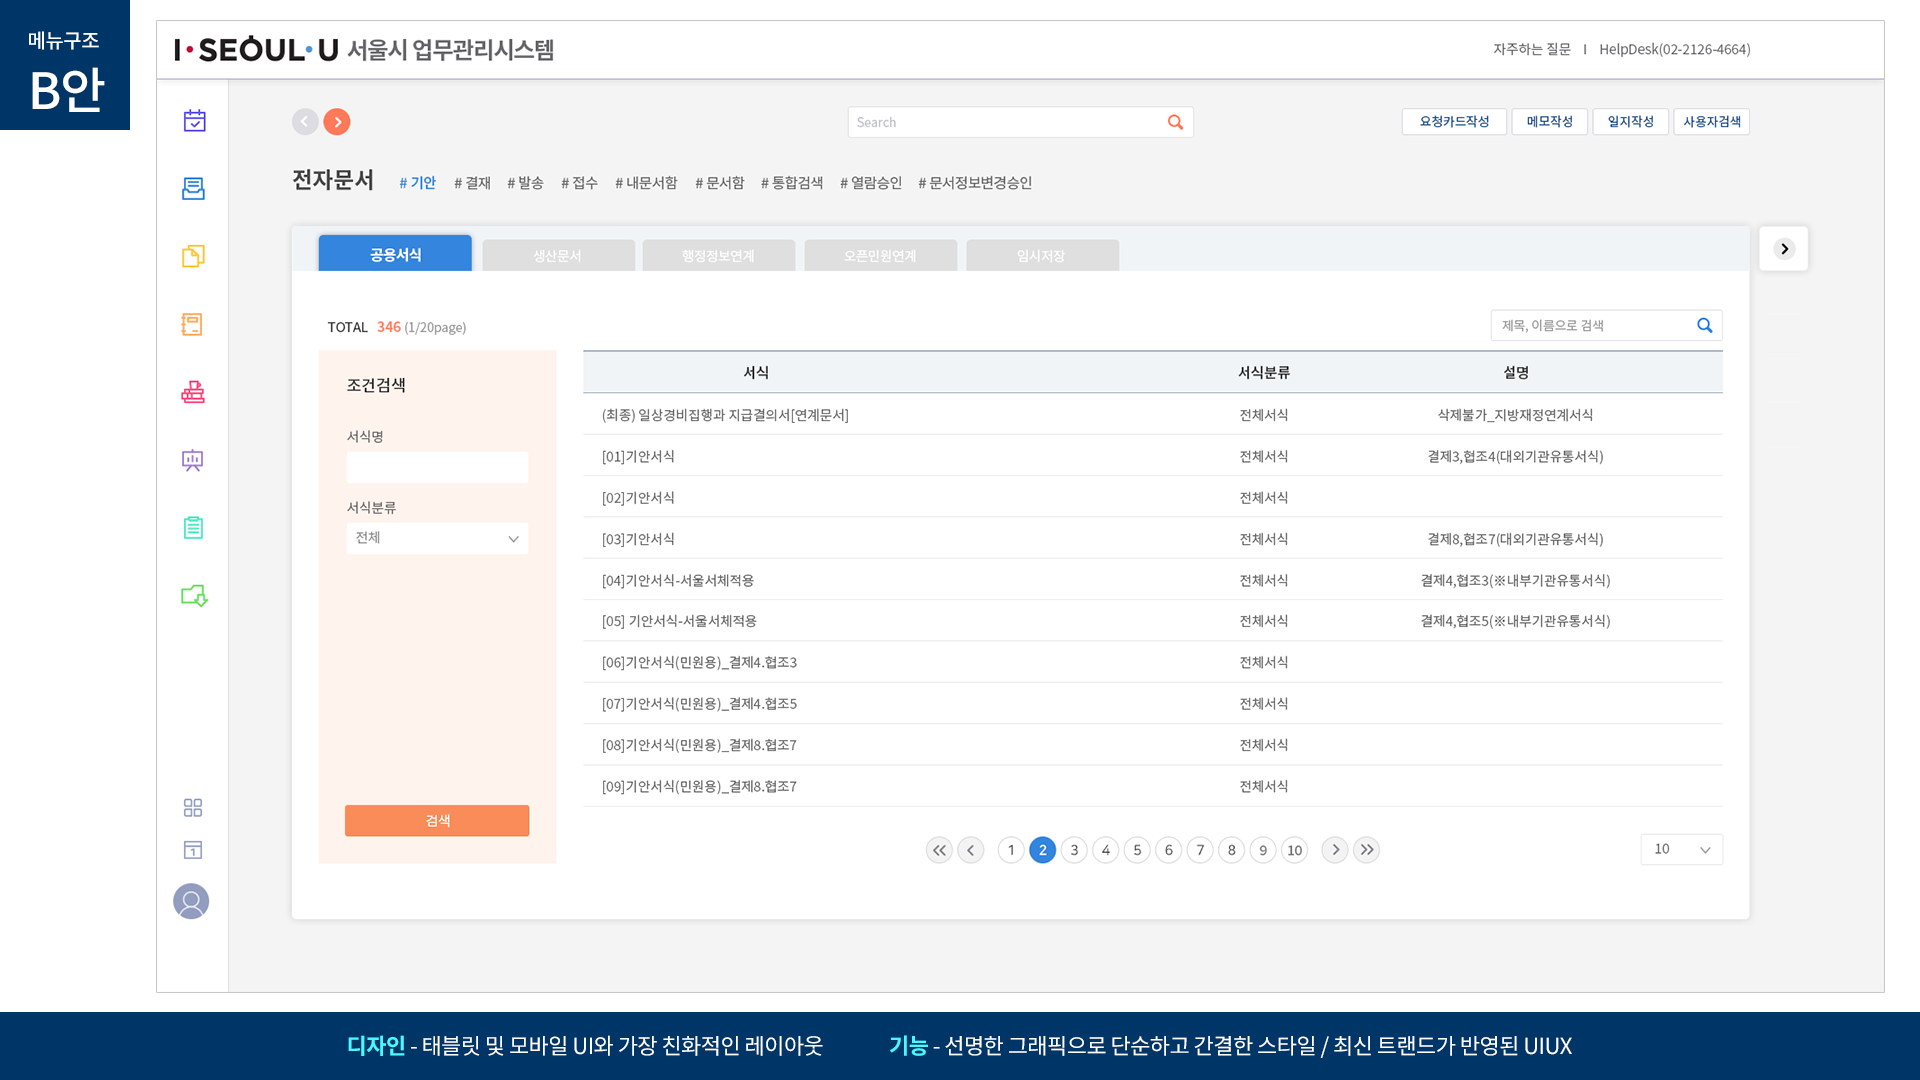 메뉴구조
B안
I·SEOUL·U 서울시 업무관리시스템
자주하는 질문 I HelpDesk(02-2126-4664)
Search
요청카드작성 메모작성 일지작성 사용자검색
전자문서 # 기안 # 결재 # 발송 # 접수 # 내문서함 # 문서함 # 통합검색 # 열람승인 # 문서정보변경승인
공용서식 생산문서 행정정보연계 오픈민원연계 임시저장
TOTAL 346 (1/20page)
제목, 이름으로 검색
조건검색
서식명
서식분류
전체
검색
서식 서식분류 설명
(최종) 일상경비집행과 지급결의서[연계문서] 전체서식 삭제불가_지방재정연계서식
[01]기안서식 전체서식 결제3,협조4(대외기관유통서식)
[02]기안서식 전체서식
[03]기안서식 전체서식 결제8,협조7(대외기관유통서식)
[04]기안서식-서울서체적용 전체서식 결제4,협조3(※내부기관유통서식)
[05] 기안서식-서울서체적용 전체서식 결제4,협조5(※내부기관유통서식)
[06]기안서식(민원용)_결제4.협조3 전체서식
[07]기안서식(민원용)_결제4.협조5 전체서식
[08]기안서식(민원용)_결제8.협조7 전체서식
[09]기안서식(민원용)_결제8.협조7 전체서식
1 2 3 4 5 6 7 8 9 10
10
1
디자인 - 태블릿 및 모바일 UI와 가장 친화적인 레이아웃
기능 - 선명한 그래픽으로 단순하고 간결한 스타일 / 최신 트랜드가 반영된 UIUX